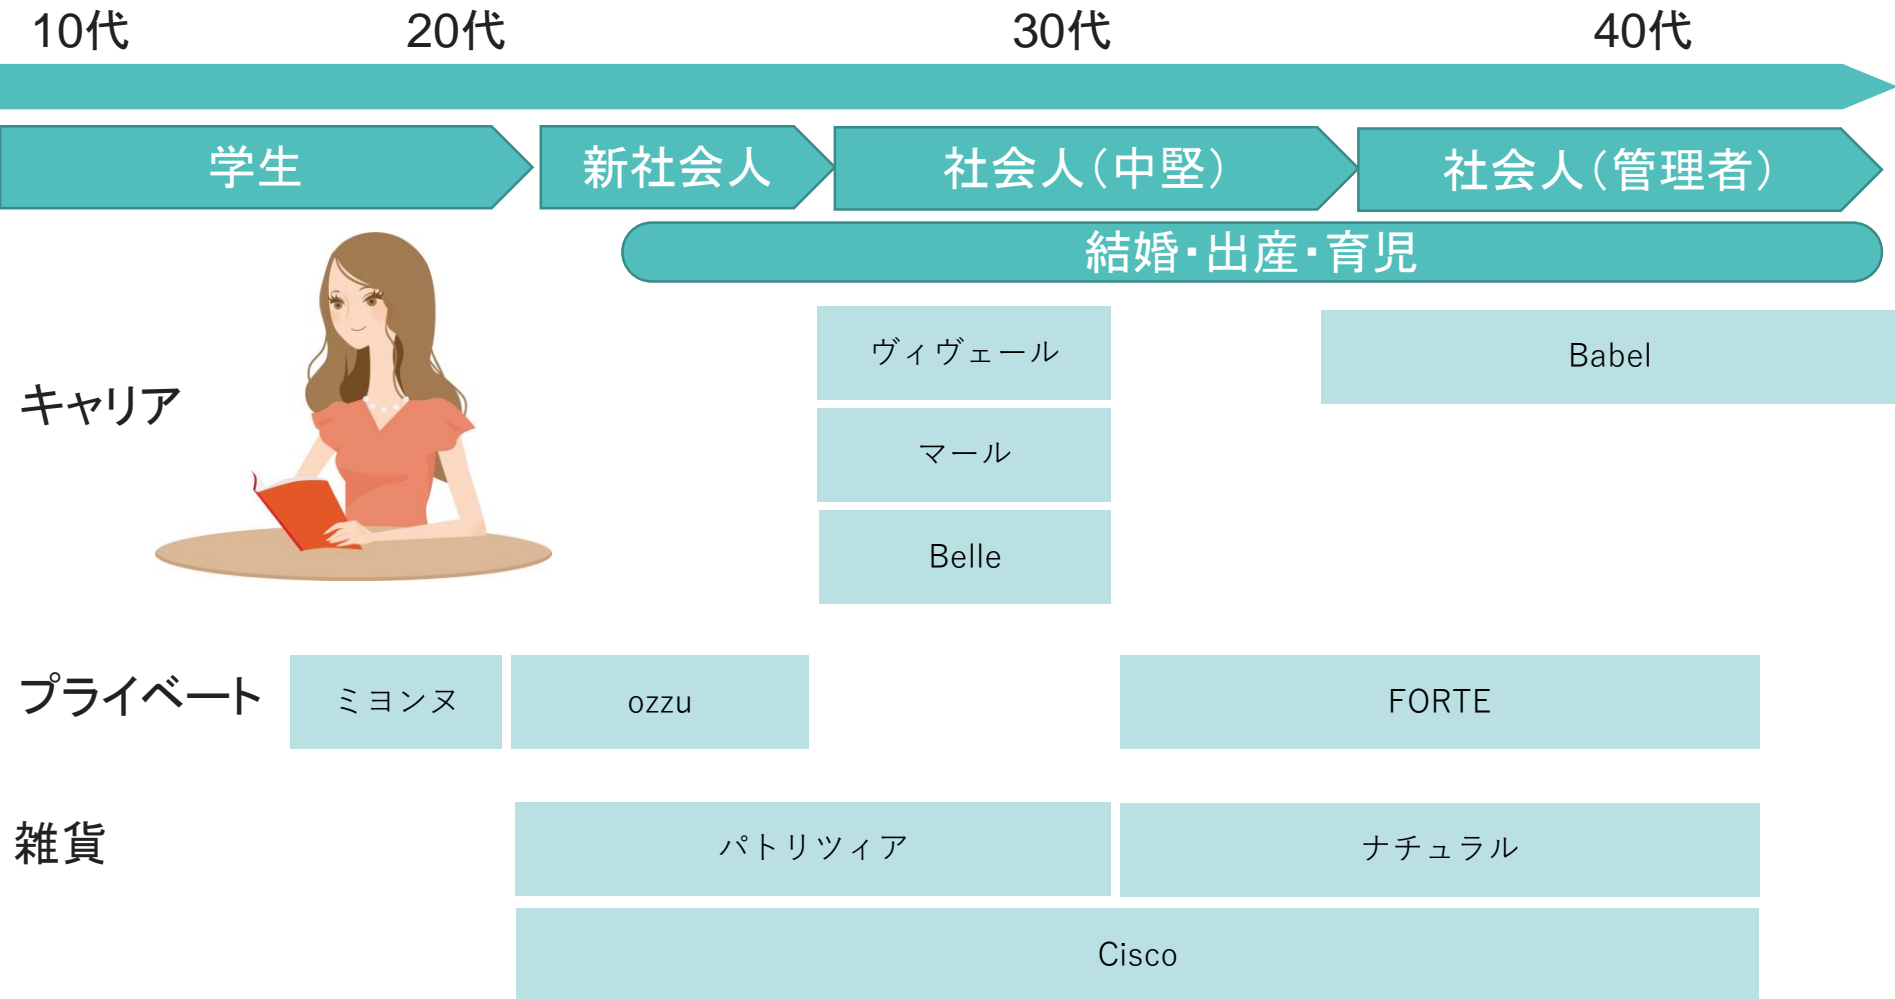 10代 20代 30代 40代
学生 新社会人 社会人（中堅） 社会人（管理者）
結婚・出産・育児
キャリア
ヴィヴェール
Babel
マール
Belle
プライベート
ミヨンヌ
ozzu
FORTE
雑貨
パトリツィア
ナチュラル
Cisco